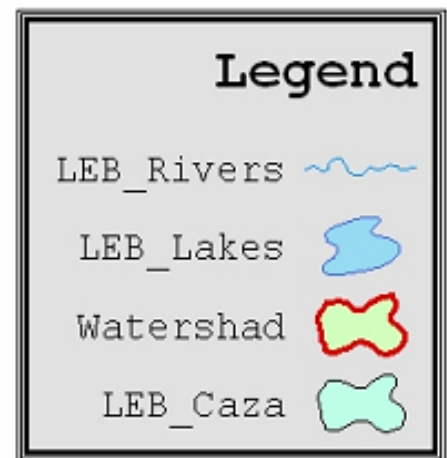 Legend
LEB_Rivers
LEB_Lakes
Watershad
LEB_Caza